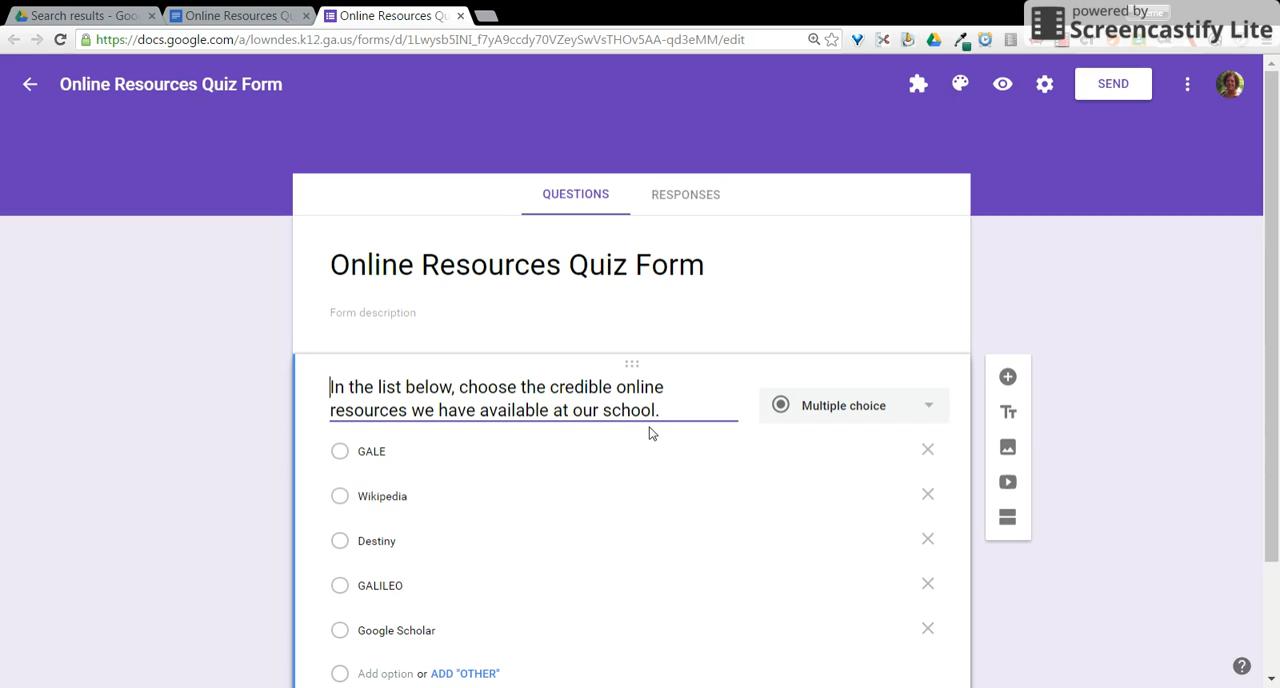 Search results - Goo
Online Resources Qu
Online Resources Qu
powered by
Screencastify Lite
https://docs.google.com/a/lowndes.k12.ga.us/forms/d/1Lwysb5INI_f7yA9ccdy70VZeySwVsTHOv5AA-qd3eMM/edit
Online Resources Quiz Form
SEND
QUESTIONS
RESPONSES
Online Resources Quiz Form
Form description
In the list below, choose the credible online
resources we have available at our school.
Multiple choice
GALE
Wikipedia
Destiny
GALILEO
Google Scholar
Add option or ADD "OTHER"